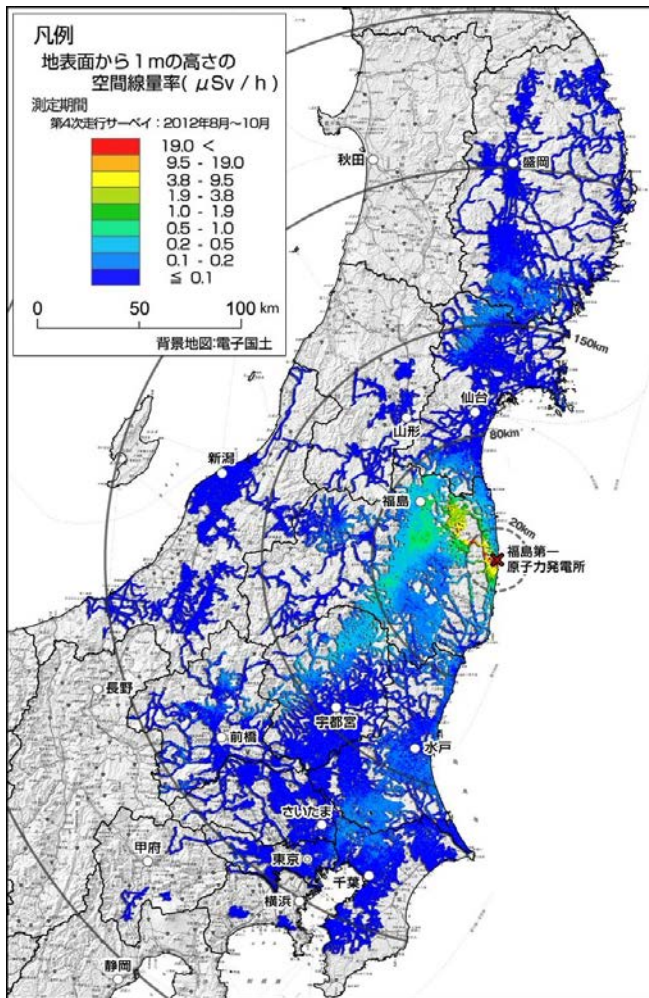 凡例
地表面から1mの高さの
空間線量率( μSv / h )
測定期間
第4次走行サーベイ：2012年8月～10月
19.0 <
9.5 - 19.0
3.8 - 9.5
1.9 - 3.8
1.0 - 1.9
0.5 - 1.0
0.2 - 0.5
0.1 - 0.2
≦ 0.1
0 50 100 km
背景地図:電子国土
秋田
盛岡
150km
仙台
山形
80km
新潟
福島
20km
福島第一
原子力発電所
長野
宇都宮
前橋
水戸
さいたま
甲府
東京
千葉
横浜
静岡